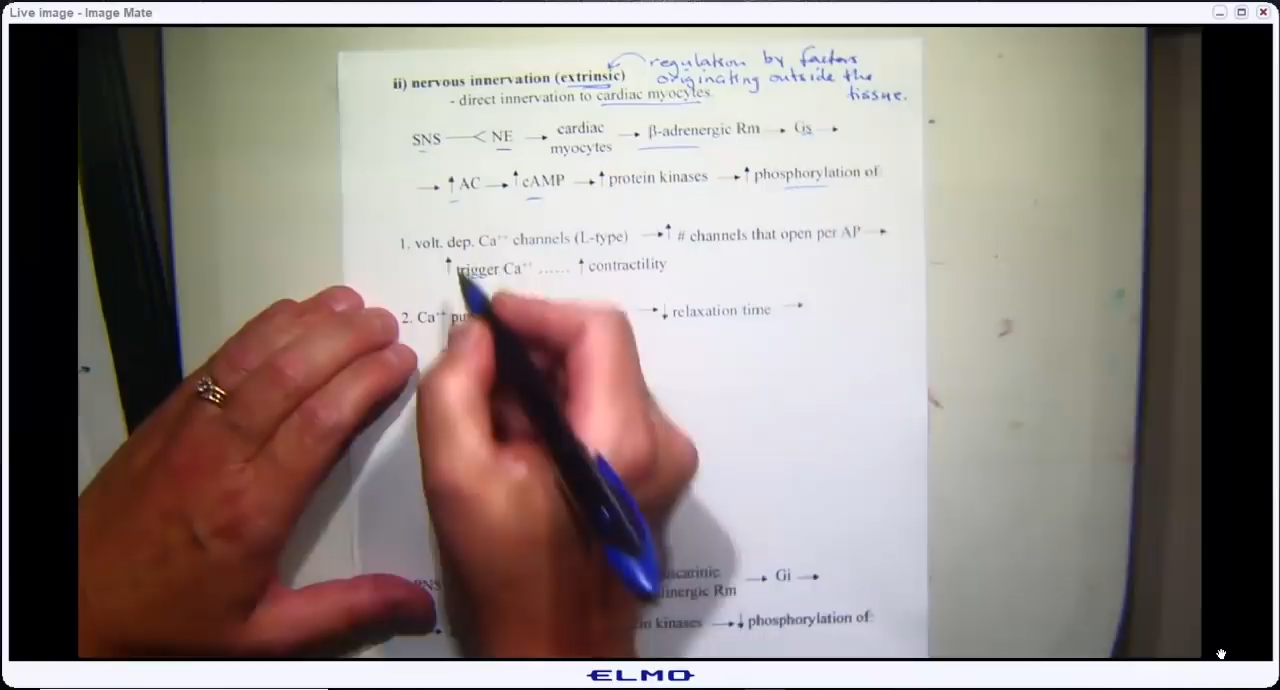 Live image - Image Mate
ii) nervous innervation (extrinsic) regulation by factors
originating outside the
tissue.
- direct innervation to cardiac myocytes.
SNS —< NE → cardiac myocytes → β-adrenergic Rm → Gs →
→ ↑ AC → ↑ cAMP → ↑ protein kinases → ↑ phosphorylation of:
1. volt. dep. Ca++ channels (L-type) → ↑ # channels that open per AP →
↑ trigger Ca++ ...... ↑ contractility
2. Ca++ → ↓ relaxation time →
→ Gi →
kinases → ↓ phosphorylation of:
ELMO